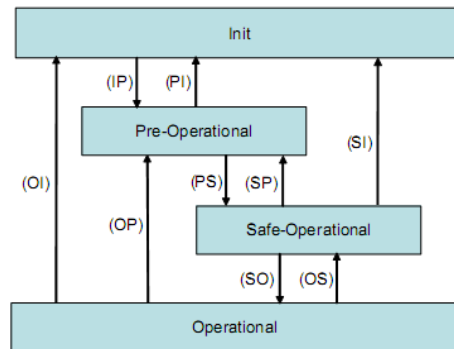 Init
(IP)
(PI)
Pre-Operational
(SI)
(OI)
(PS)
(SP)
(OP)
Safe-Operational
(SO)
(OS)
Operational